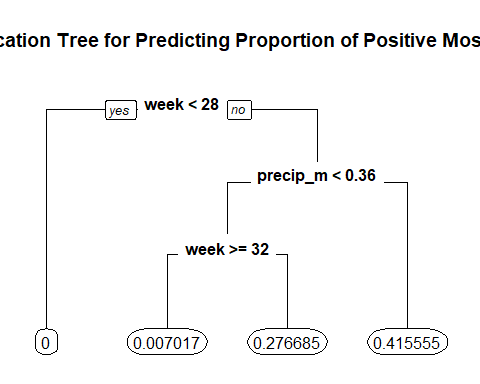 cation Tree for Predicting Proportion of Positive Mos
yes week < 28 no
precip_m < 0.36
week >= 32
0 0.007017 0.276685 0.415555